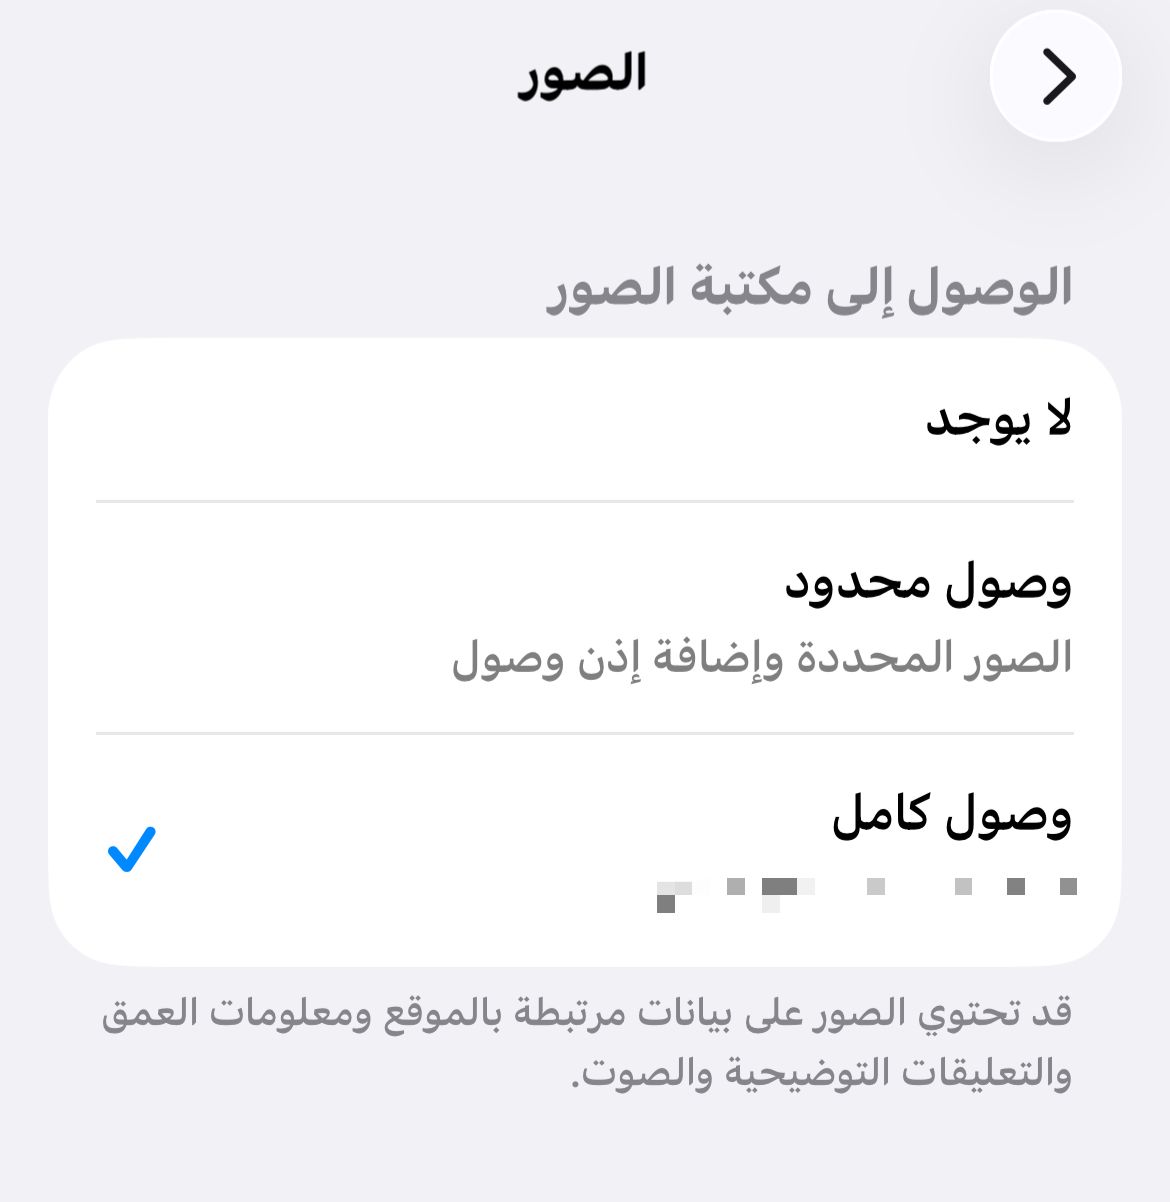 الصور
الوصول إلى مكتبة الصور
لا يوجد
وصول محدود
الصور المحددة وإضافة إذن وصول
وصول كامل
قد تحتوي الصور على بيانات مرتبطة بالموقع ومعلومات العمق
والتعليقات التوضيحية والصوت.